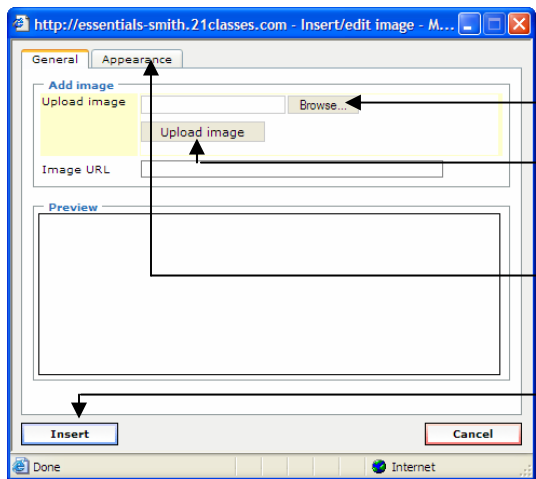 http://essentials-smith.21classes.com - Insert/edit image - M...
General Appearance
Add image
Upload image Browse...
Upload image
Image URL
Preview
Insert Cancel
Done Internet